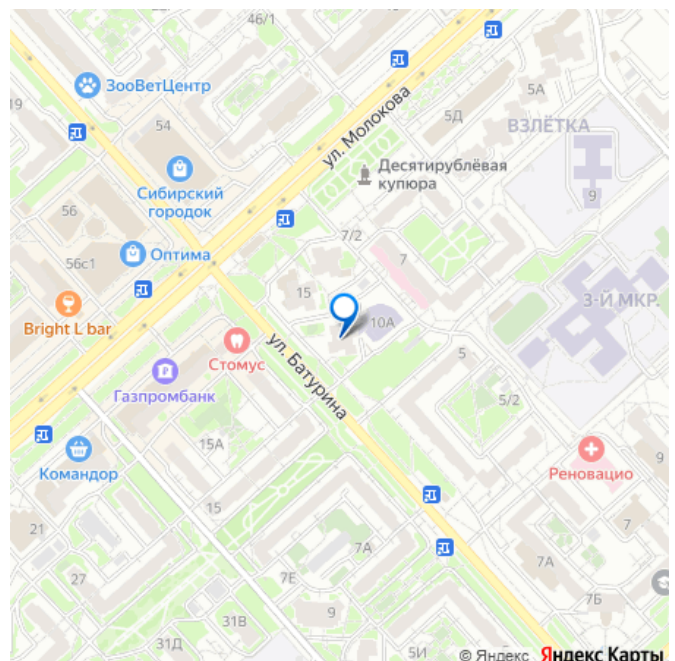 46/1
ЗооВетЦентр
19
54
5А
5Д
ВЗЛЁТКА
ул. Молокова
Десятирублёвая
купюра
Сибирский
городок
9
56
7/2
7
56с1
Оптима
15
3-Й МКР.
10А
Bright L bar
Стомус
ул. Батурина
5
Газпромбанк
5/2
15А
Командор
Реновацио
9
15
21
7
7А
7А
27
7Е
7Б
9
31В
31Д
5И
© Яндекс Яндекс Карты